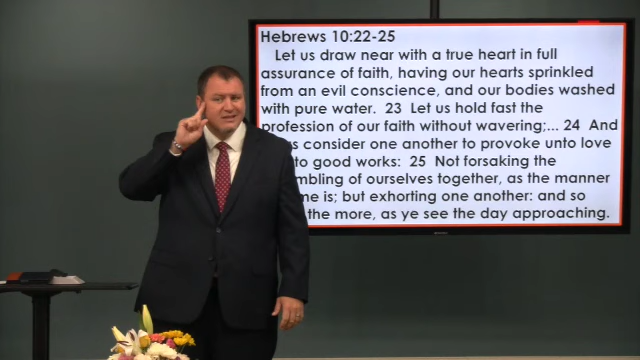 Hebrews 10:22-25
Let us draw near with a true heart in full
assurance of faith, having our hearts sprinkled
from an evil conscience, and our bodies washed
with pure water. 23 Let us hold fast the
profession of our faith without wavering;... 24 And
us consider one another to provoke unto love
to good works: 25 Not forsaking the
mbling of ourselves together, as the manner
me is; but exhorting one another: and so
the more, as ye see the day approaching.